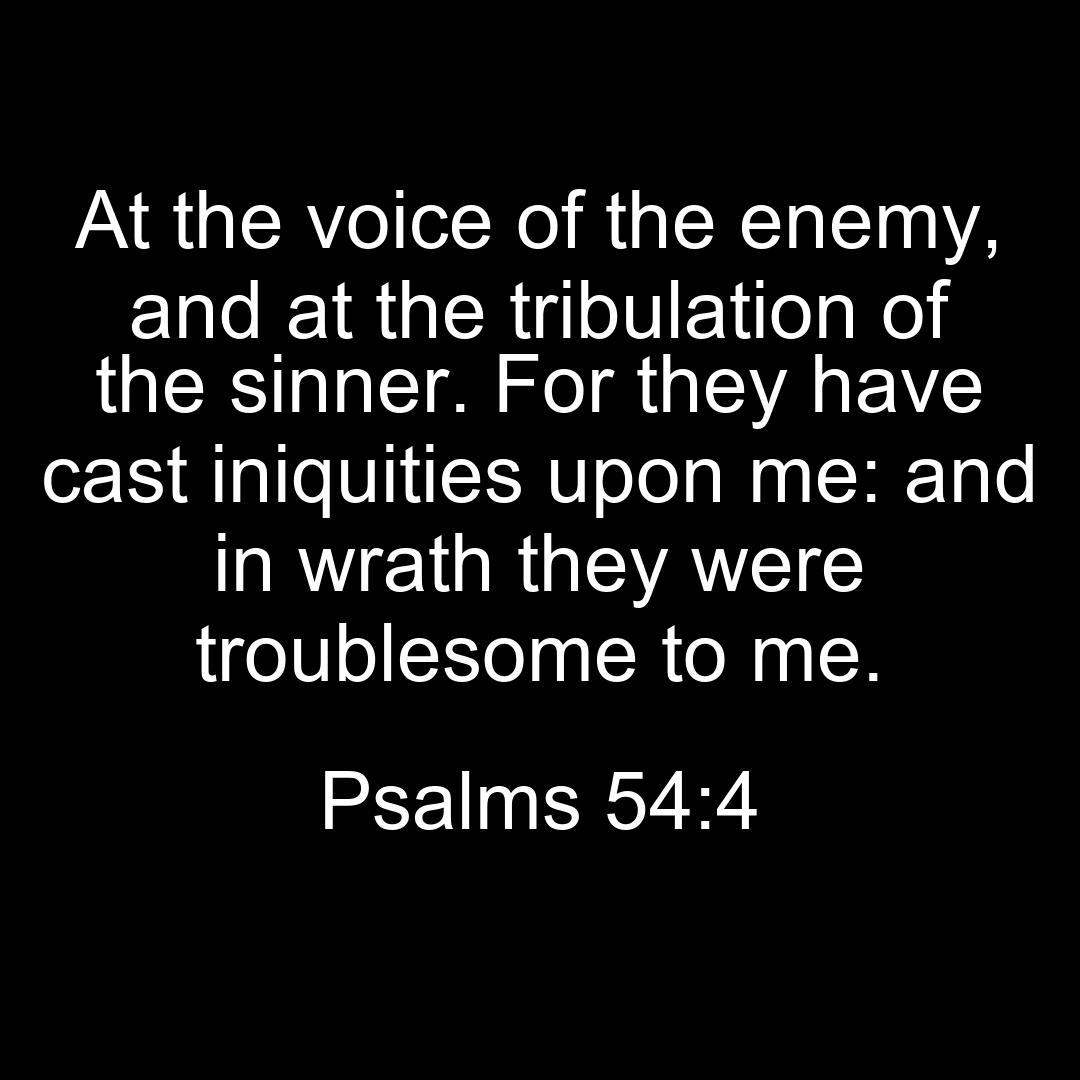 At the voice of the enemy,
and at the tribulation of
the sinner. For they have
cast iniquities upon me: and
in wrath they were
troublesome to me.
Psalms 54:4